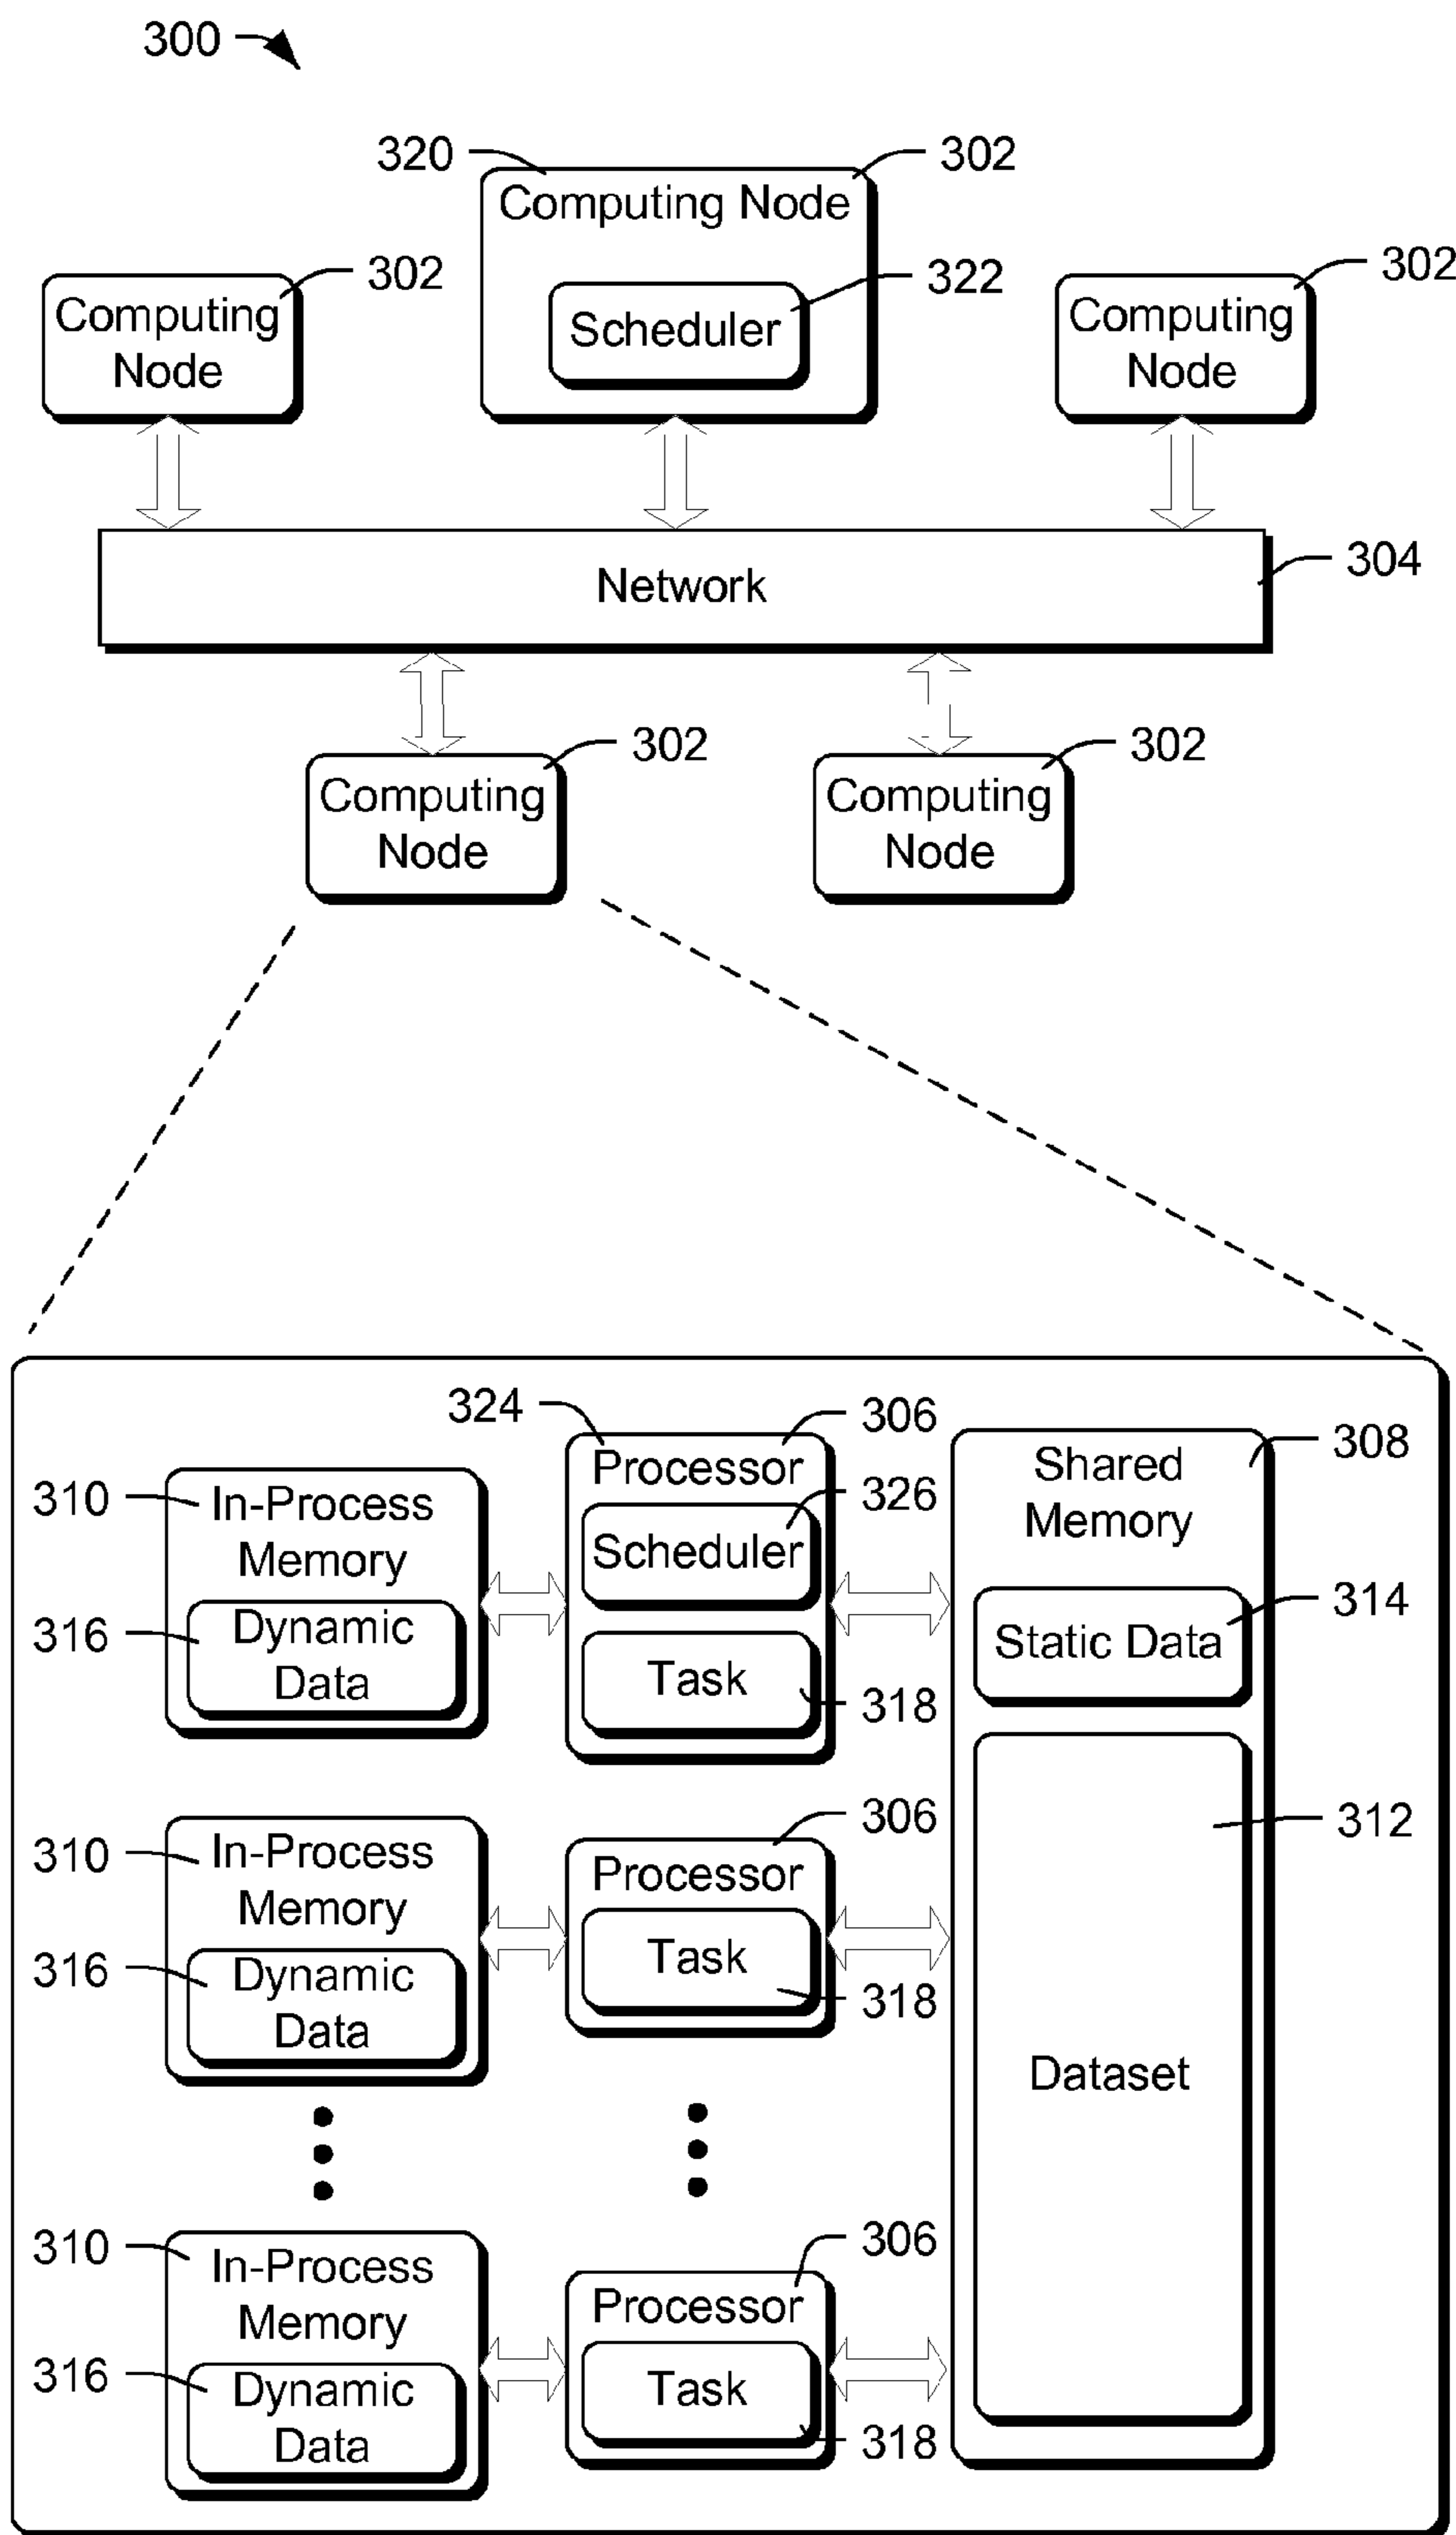 300
320
302
Computing Node
302
322
302
Computing
Node
Scheduler
Computing
Node
Network
304
302
302
Computing
Node
Computing
Node
324
306
308
310
In-Process
Memory
Processor
326
Shared
Memory
Scheduler
316
Dynamic
Data
314
Static Data
Task
318
306
312
310
In-Process
Memory
Processor
316
Dynamic
Data
Task
318
Dataset
310
In-Process
Memory
306
Processor
316
Dynamic
Data
Task
318